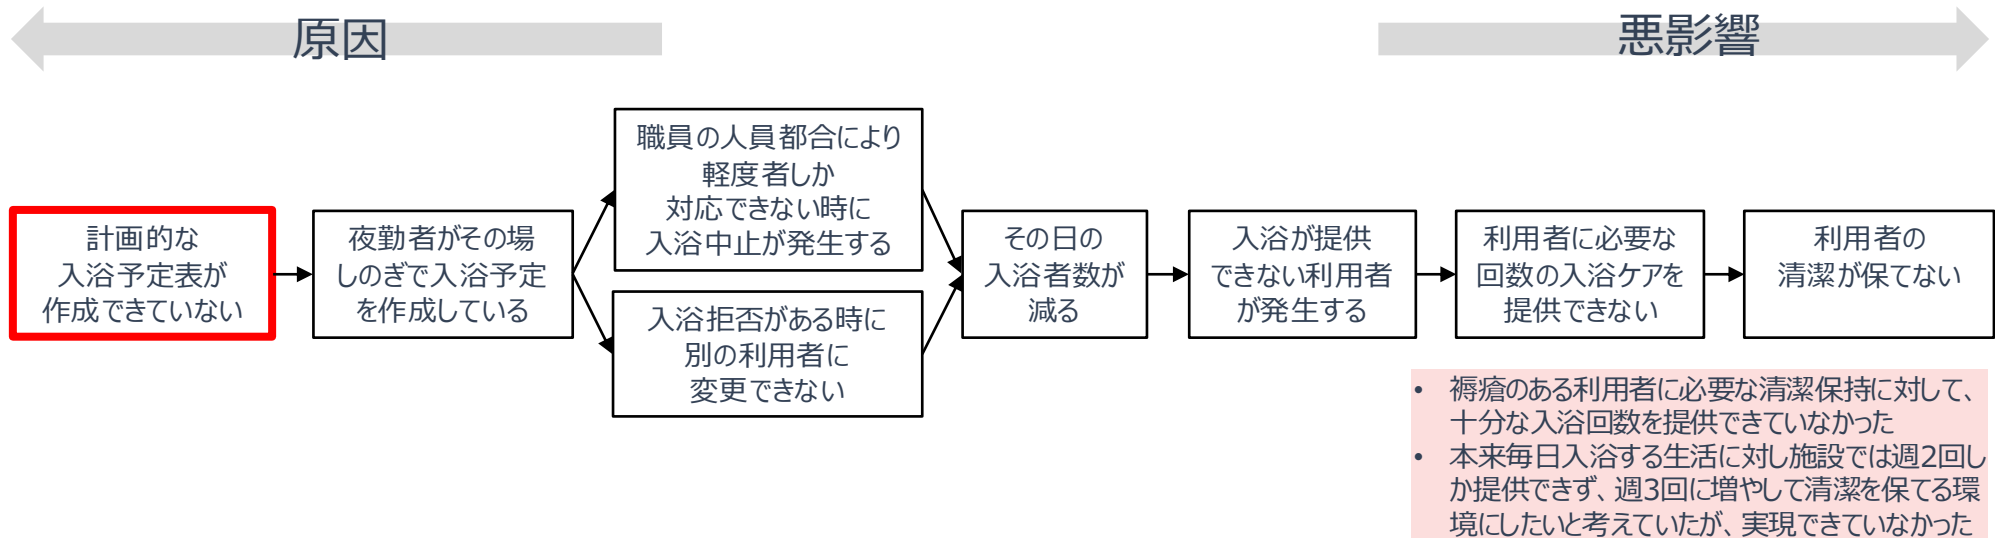 原因
悪影響
計画的な
入浴予定表が
作成できていない
夜勤者がその場
しのぎで入浴予定
を作成している
職員の人員都合により
軽度者しか
対応できない時に
入浴中止が発生する
入浴拒否がある時に
別の利用者に
変更できない
その日の
入浴者数が
減る
入浴が提供
できない利用者
が発生する
利用者に必要な
回数の入浴ケアを
提供できない
利用者の
清潔が保てない
• 褥瘡のある利用者に必要な清潔保持に対して、
十分な入浴回数を提供できていなかった
• 本来毎日入浴する生活に対し施設では週2回し
か提供できず、週3回に増やして清潔を保てる環
境にしたいと考えていたが、実現できていなかった